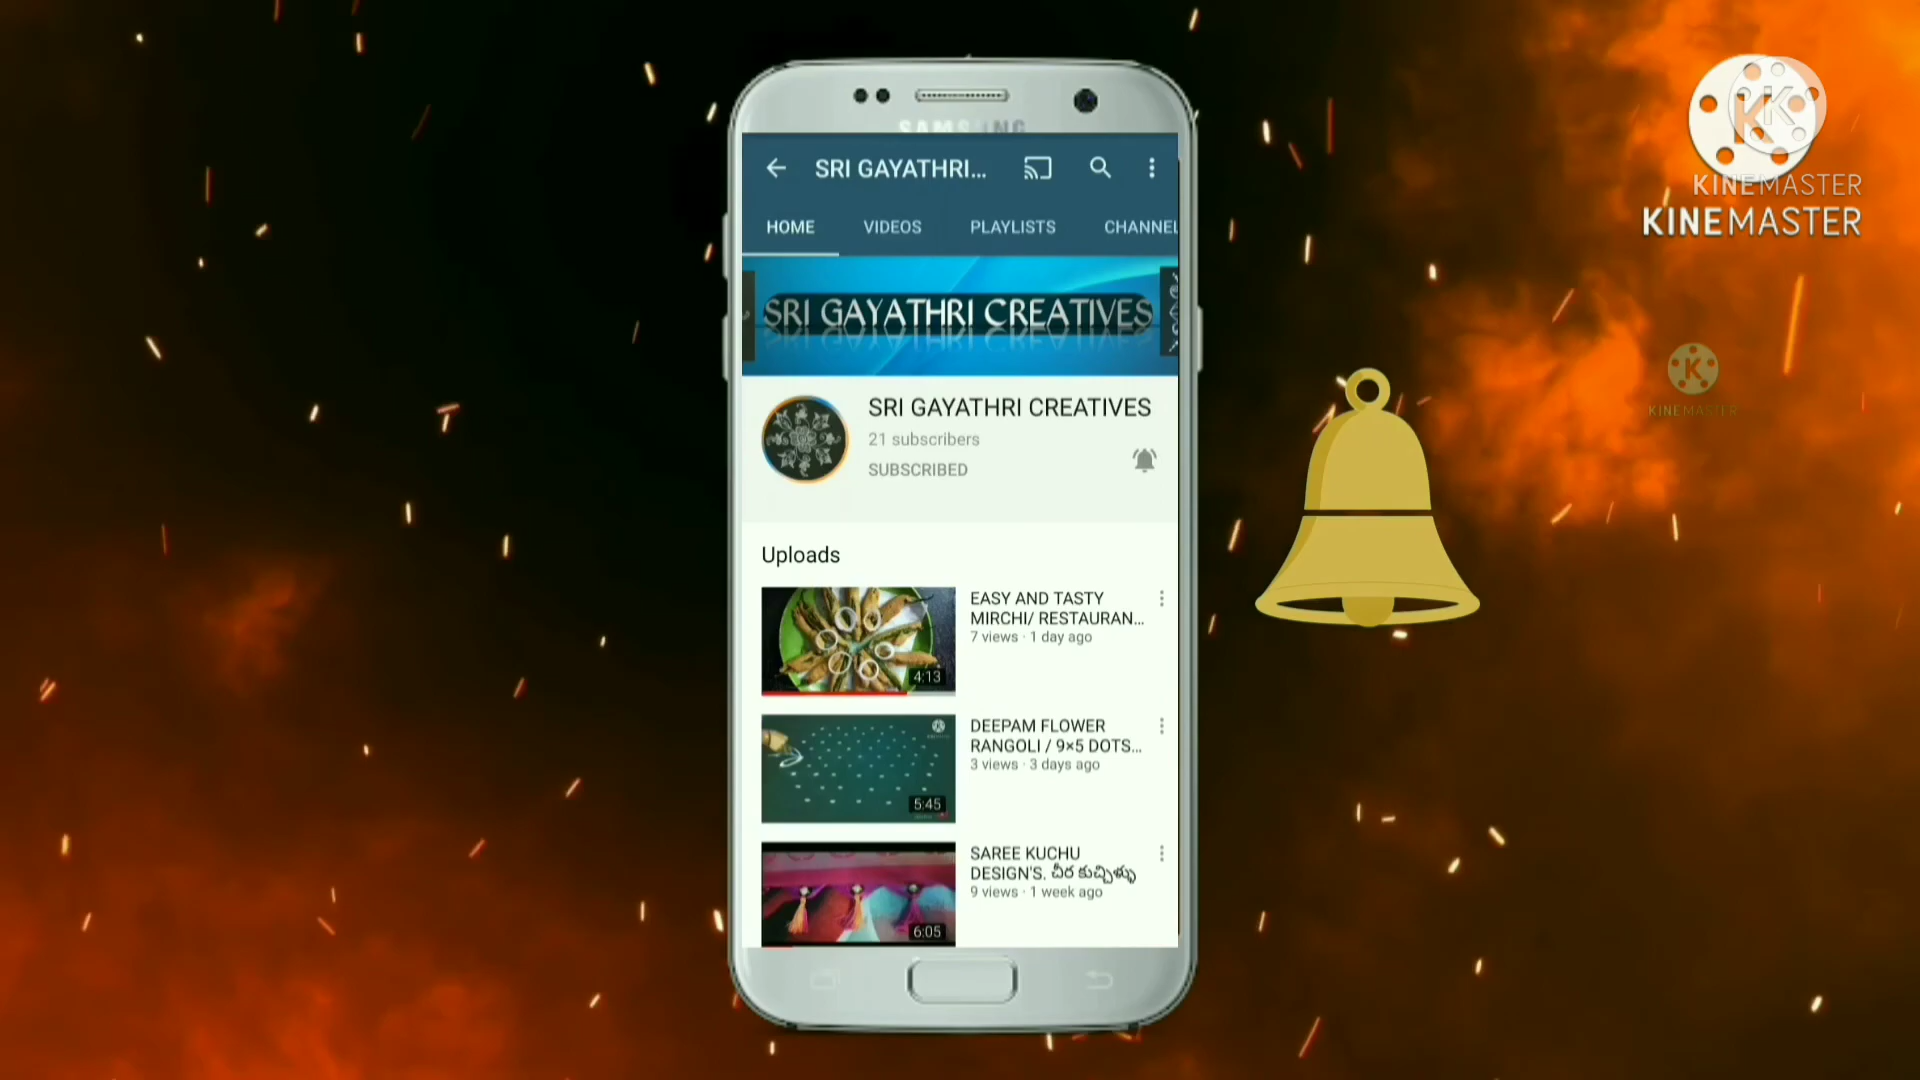 SAMSUNG
SRI GAYATHRI...
HOME VIDEOS PLAYLISTS CHANNEL
SRI GAYATHRI CREATIVES
SRI GAYATHRI CREATIVES
21 subscribers
SUBSCRIBED
Uploads
EASY AND TASTY
MIRCHI/ RESTAURAN...
7 views · 1 day ago
4:13
DEEPAM FLOWER
RANGOLI / 9×5 DOTS...
3 views · 3 days ago
5:45
SAREE KUCHU
DESIGN'S. చీర కుచ్చిళ్ళు
9 views · 1 week ago
6:05
K
K
KINEMASTER
KINEMASTER
K
KINEMASTER